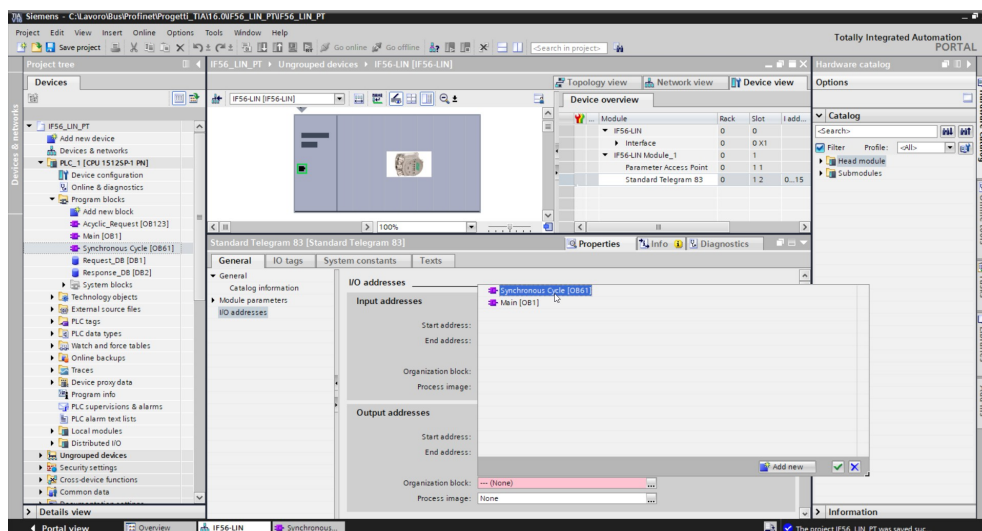 Siemens - C:\Lavoro\Bus\Profinet\Progetti_TIA\16.0\IF56_LIN_PT\IF56_LIN_PT
Project Edit View Insert Online Options Tools Window Help
Totally Integrated Automation
PORTAL
Save project
Go online
Go offline
<Search in project>
Project tree
IF56_LIN_PT ▸ Ungrouped devices ▸ IF56-LIN [IF56-LIN]
Hardware catalog
Devices
Topology view
Network view
Device view
Options
IF56-LIN [IF56-LIN]
Device overview
... Module Rack Slot I add...
IF56-LIN 0 0
Interface 0 0 X1
IF56-LIN Module_1 0 1
Parameter Access Point 0 1 1
Standard Telegram 83 0 1 2 0...15
Catalog
<Search>
Filter Profile: <All>
Head module
Submodules
Devices & networks
IF56_LIN_PT
Add new device
Devices & networks
PLC_1 [CPU 1512SP-1 PN]
Device configuration
Online & diagnostics
Program blocks
Add new block
Acyclic_Request [OB123]
Main [OB1]
Synchronous Cycle [OB61]
Request_DB [DB1]
Response_DB [DB2]
System blocks
Technology objects
External source files
PLC tags
PLC data types
Watch and force tables
Online backups
Traces
Device proxy data
Program info
PLC supervisions & alarms
PLC alarm text lists
Local modules
Distributed I/O
Ungrouped devices
Security settings
Cross-device functions
Common data
100%
Standard Telegram 83 [Standard Telegram 83]
Properties
Info
Diagnostics
General
IO tags
System constants
Texts
General
Catalog information
Module parameters
I/O addresses
I/O addresses
Input addresses
Start address:
End address:
Organization block:
Process image:
Synchronous Cycle [OB61]
Main [OB1]
Add new
Output addresses
Start address:
End address:
Organization block: --- (None)
...
Process image: None
...
Details view
Information
Portal view
Overview
IF56-LIN
Synchronous...
The project IF56_LIN_PT was saved suc...